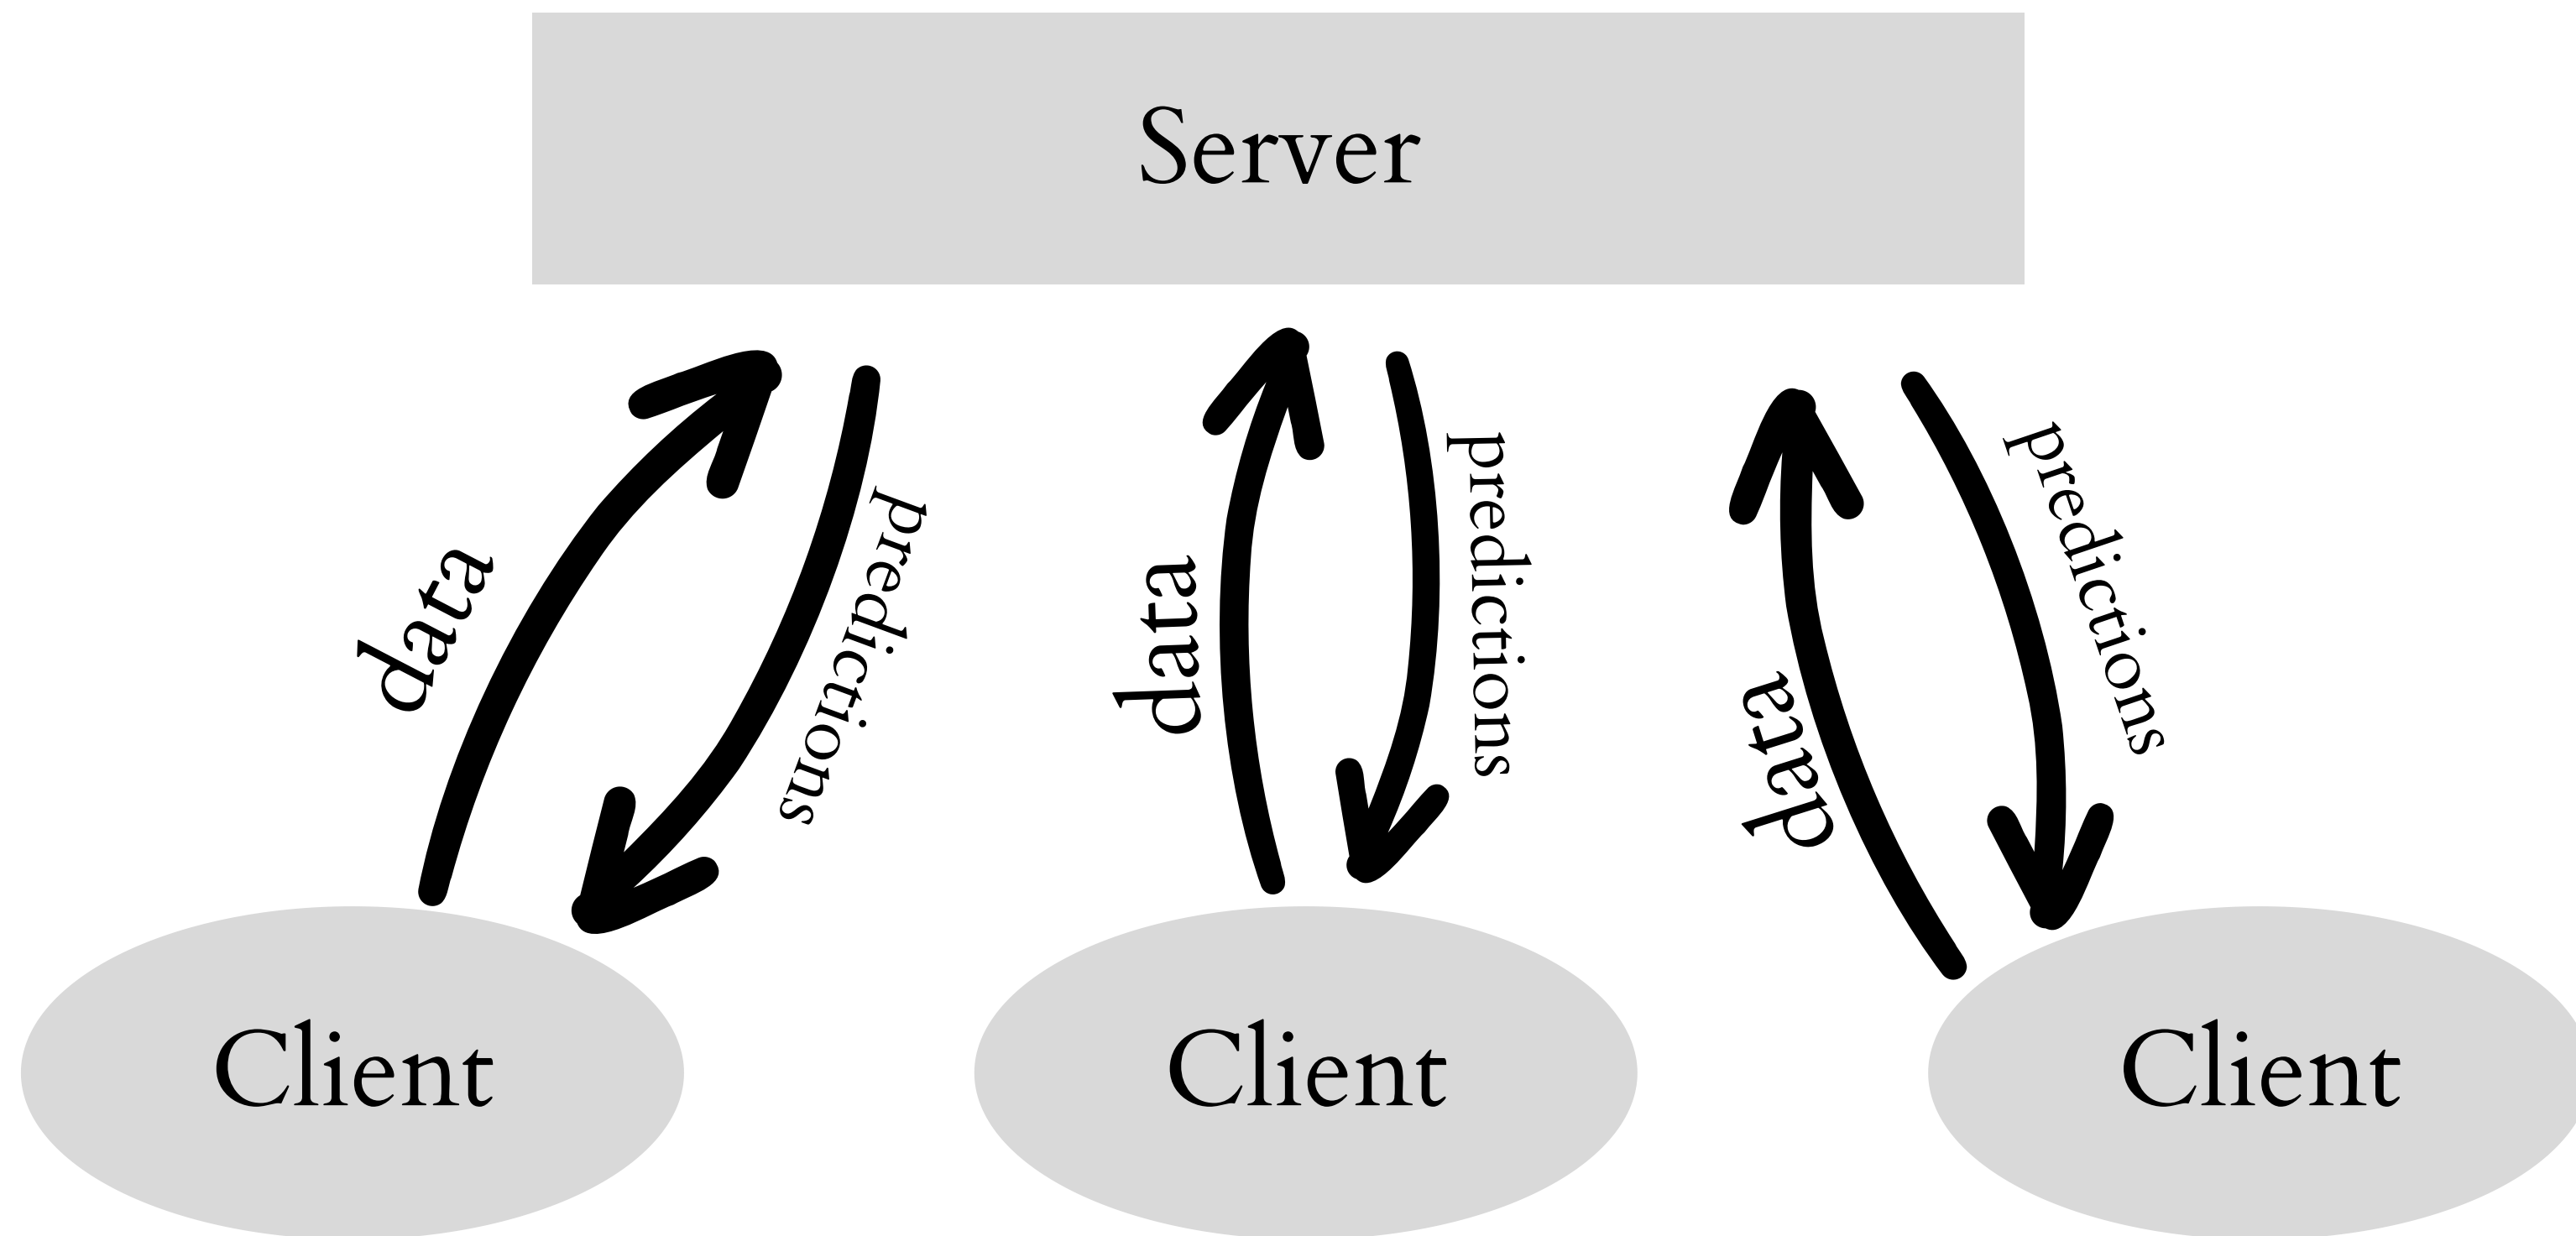 Server
data
predictions
data
predictions
data
predictions
Client
Client
Client